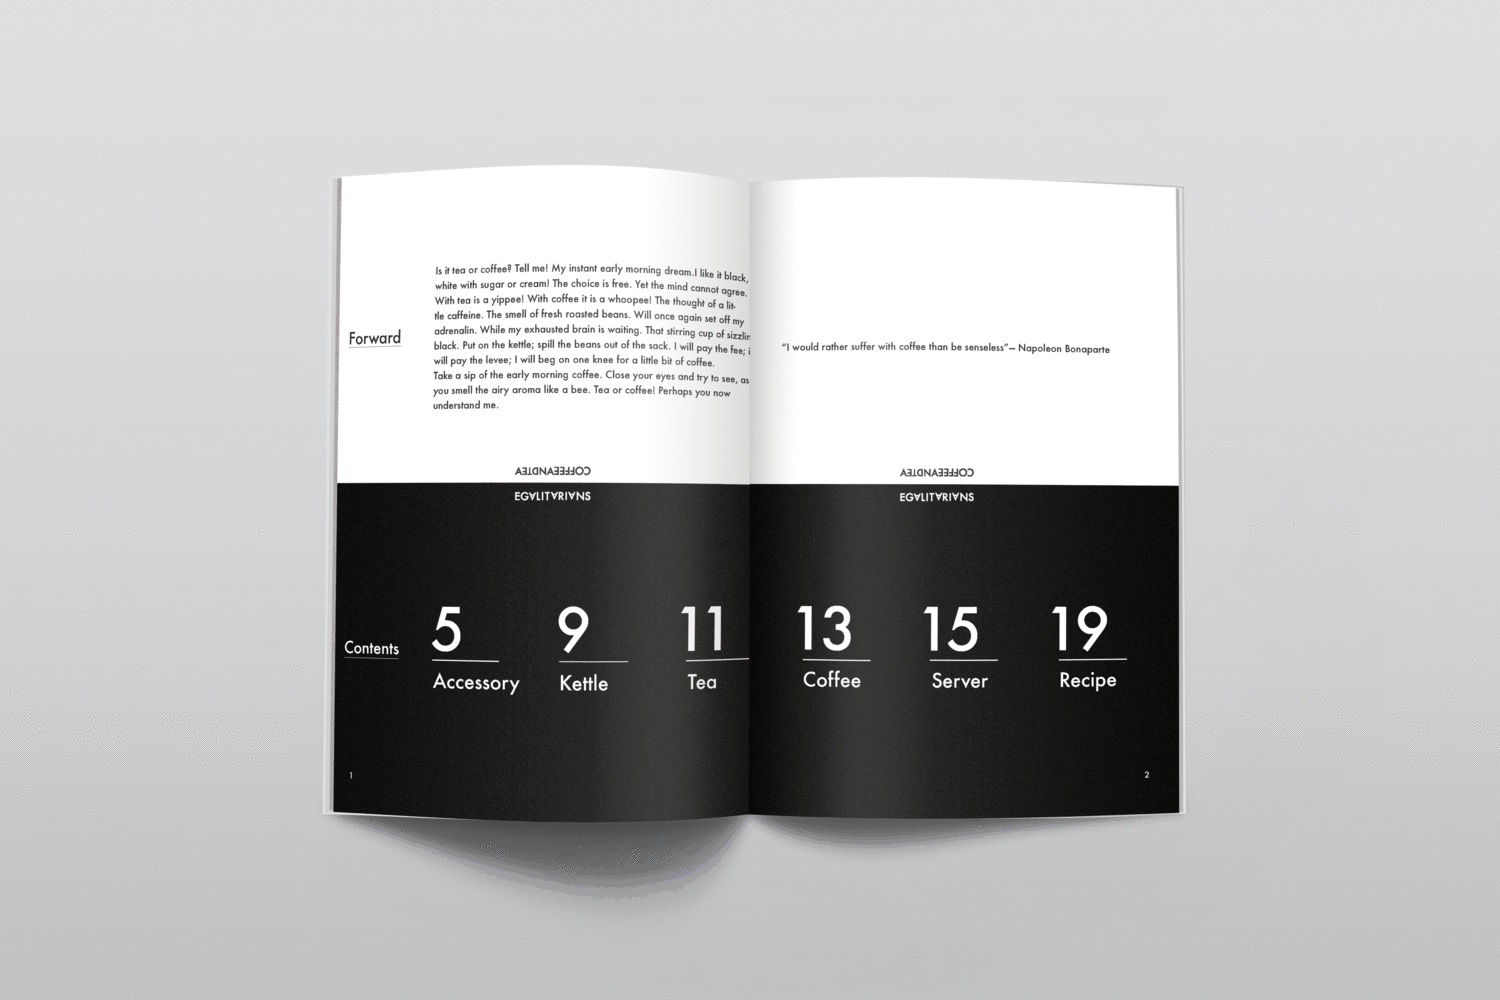 Forward
Is it tea or coffee? Tell me! My instant early morning dream.I like it black,
white with sugar or cream! The choice is free. Yet the mind cannot agree.
With tea is a yippee! With coffee it is a whoopee! The thought of a lit-
tle caffeine. The smell of fresh roasted beans. Will once again set off my
adrenalin. While my exhausted brain is waiting. That stirring cup of sizzlin
black. Put on the kettle; spill the beans out of the sack. I will pay the fee; i
will pay the levee; I will beg on one knee for a little bit of coffee.
Take a sip of the early morning coffee. Close your eyes and try to see, as
you smell the airy aroma like a bee. Tea or coffee! Perhaps you now
understand me.
COFFEEANDTEA
EGALITARIANS
"I would rather suffer with coffee than be senseless"— Napoleon Bonaparte
COFFEEANDTEA
EGALITARIANS
Contents
5
Accessory
9
Kettle
11
Tea
13
Coffee
15
Server
19
Recipe
1
2